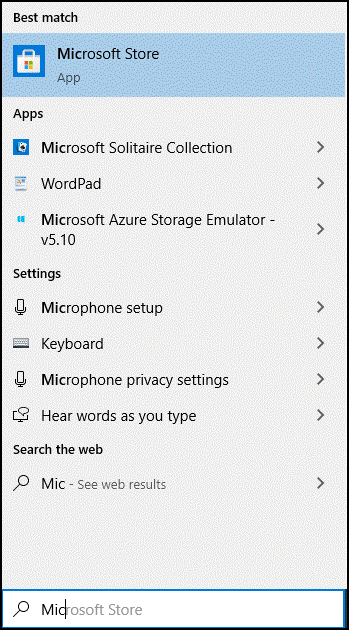 Best match
Microsoft Store
App
Apps
Microsoft Solitaire Collection
WordPad
Microsoft Azure Storage Emulator -
v5.10
Settings
Microphone setup
Keyboard
Microphone privacy settings
Hear words as you type
Search the web
Mic - See web results
Microsoft Store